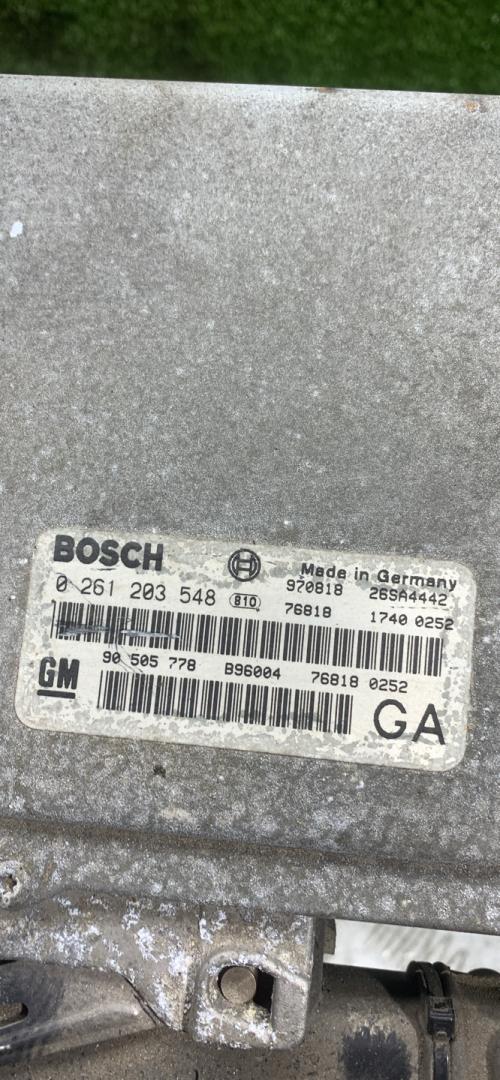 BOSCH Made in Germany
0 261 203 548 810 970818 26SA4442
76818 1740 0252
GM 90 505 778 B96004 76818 0252
GA